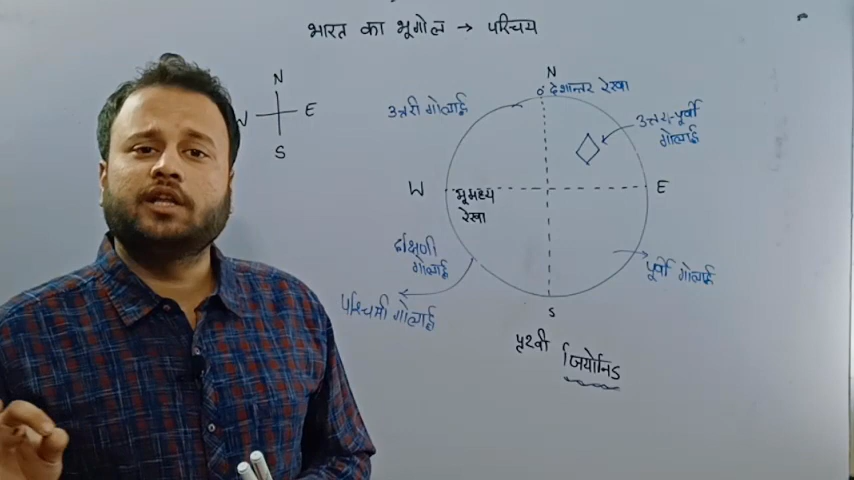 भारत का भूगोल → परिचय
N
W E
S
N
0° देशान्तर रेखा
उत्तरी गोलार्द्ध
उत्तर-पूर्वी
गोलार्द्ध
W
E
भूमध्य
रेखा
दक्षिणी
गोलार्द्ध
पूर्वी गोलार्द्ध
पश्चिमी गोलार्द्ध
S
पृथ्वी
जियोनिड